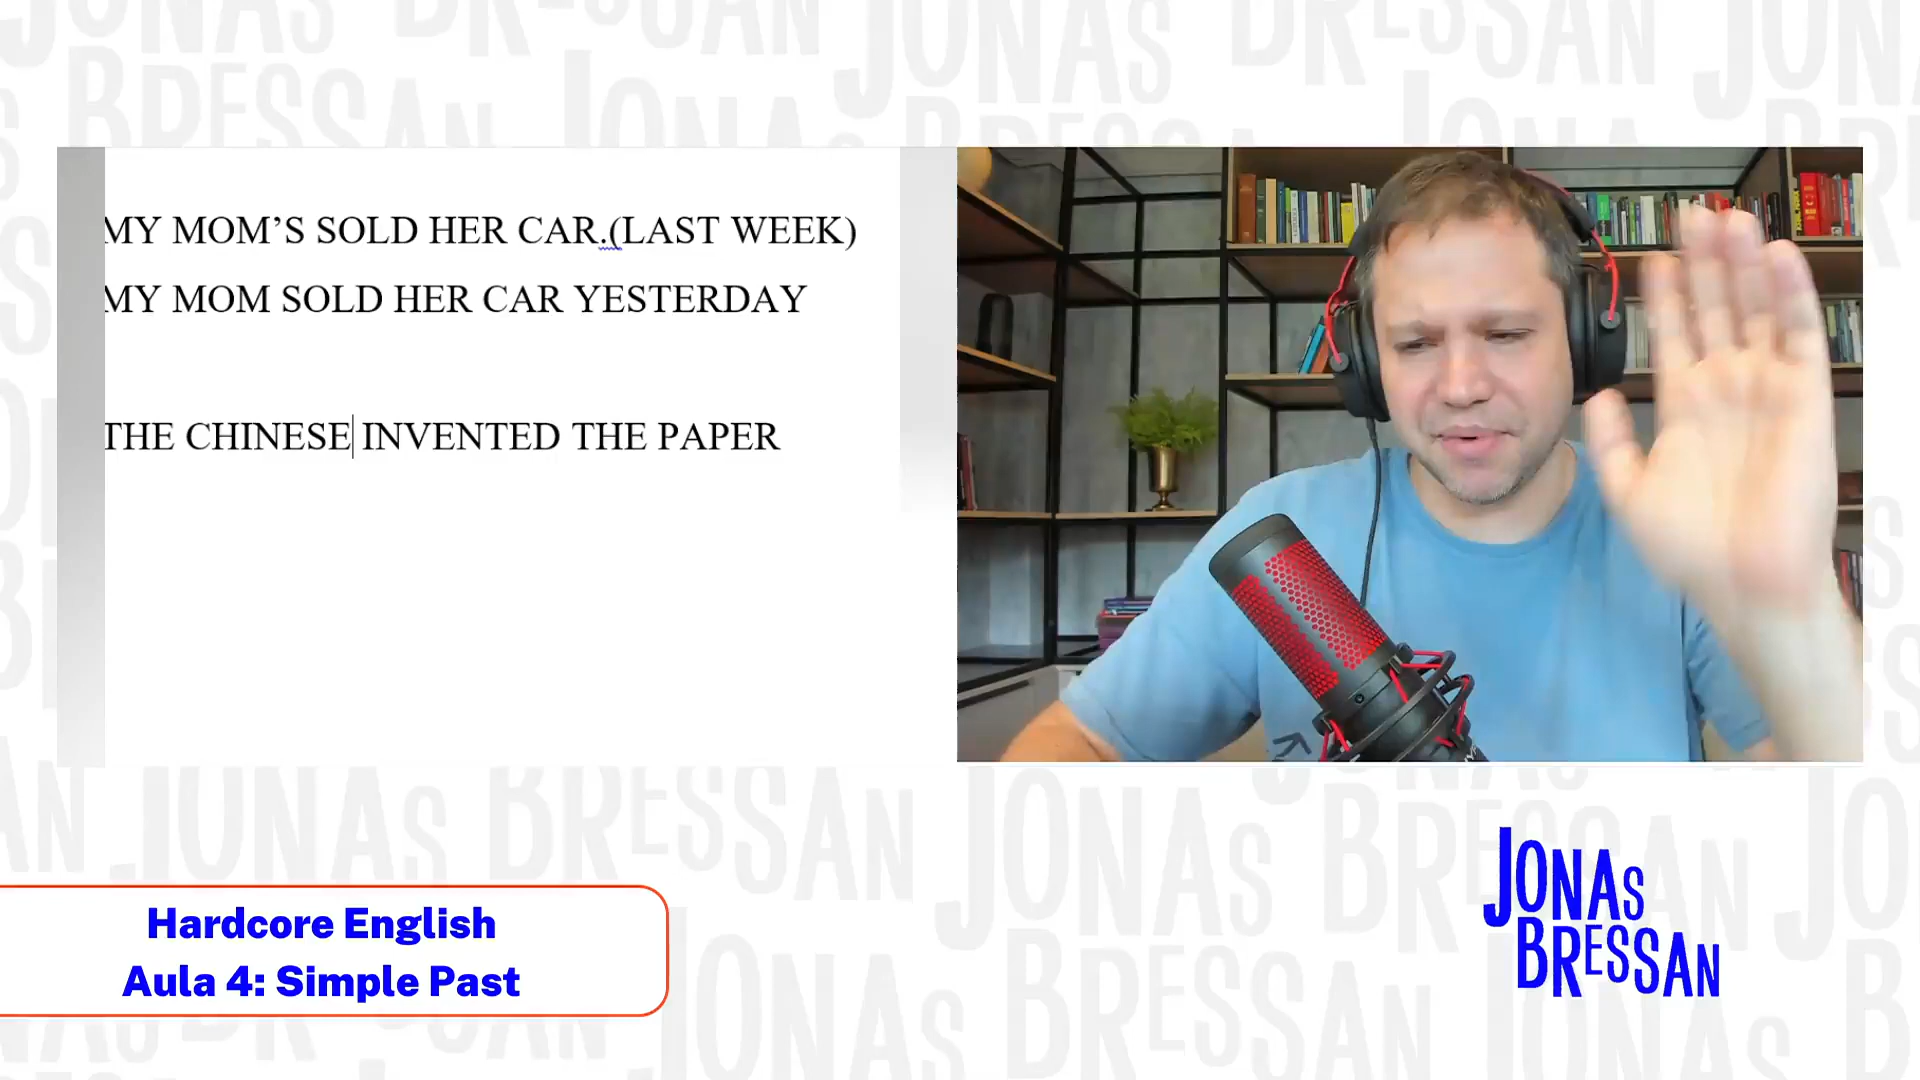 MY MOM’S SOLD HER CAR.(LAST WEEK)
MY MOM SOLD HER CAR YESTERDAY
THE CHINESE INVENTED THE PAPER
Hardcore English
Aula 4: Simple Past
JONAS
BRESSAN